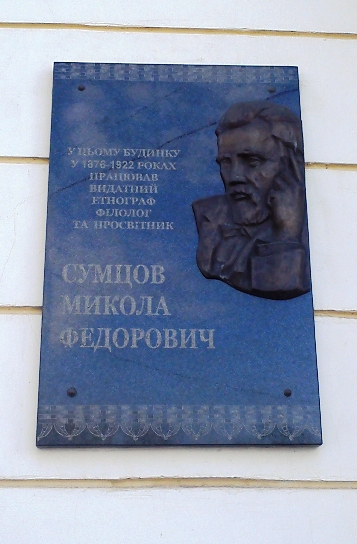 У ЦЬОМУ БУДИНКУ
У 1876-1922 РОКАХ
ПРАЦЮВАВ
ВИДАТНИЙ
ЕТНОГРАФ
ФІЛОЛОГ
ТА ПРОСВІТНИК
СУМЦОВ
МИКОЛА
ФЕДОРОВИЧ